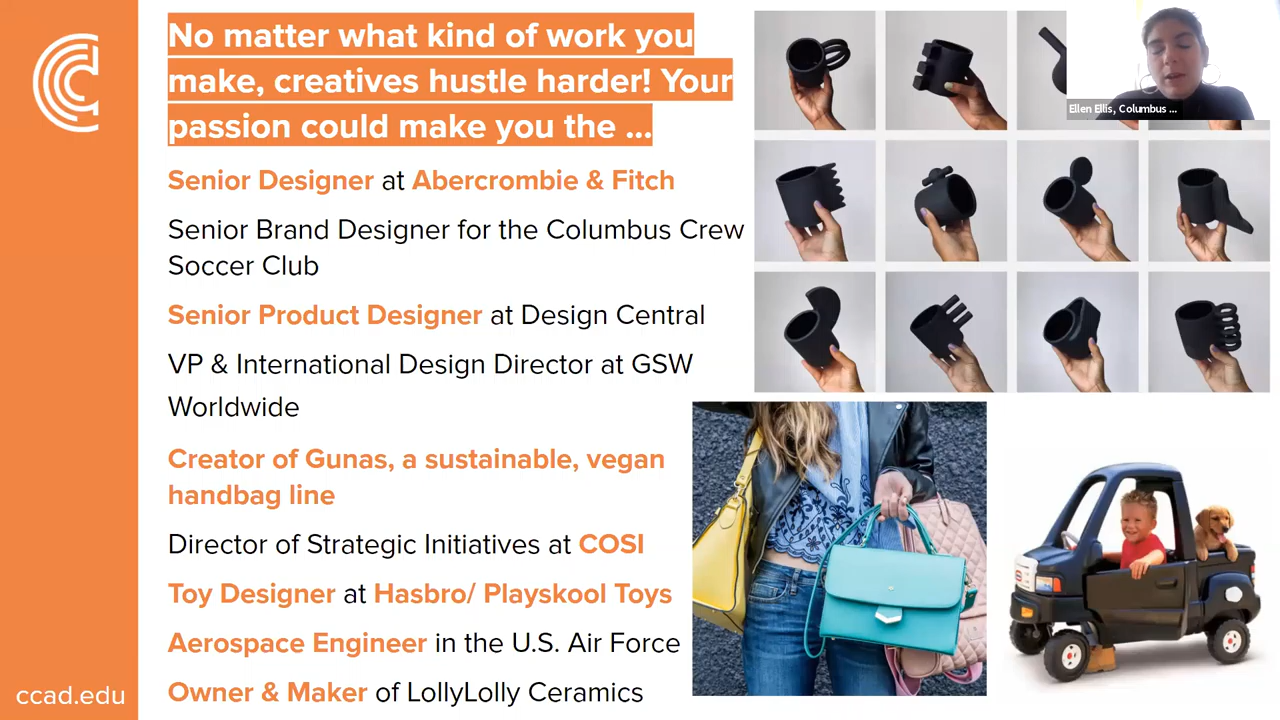 No matter what kind of work you
make, creatives hustle harder! Your
passion could make you the ...
Senior Designer at Abercrombie & Fitch
Senior Brand Designer for the Columbus Crew
Soccer Club
Senior Product Designer at Design Central
VP & International Design Director at GSW
Worldwide
Creator of Gunas, a sustainable, vegan
handbag line
Director of Strategic Initiatives at COSI
Toy Designer at Hasbro/ Playskool Toys
Aerospace Engineer in the U.S. Air Force
Owner & Maker of LollyLolly Ceramics
ccad.edu
Ellen Ellis, Columbus ...